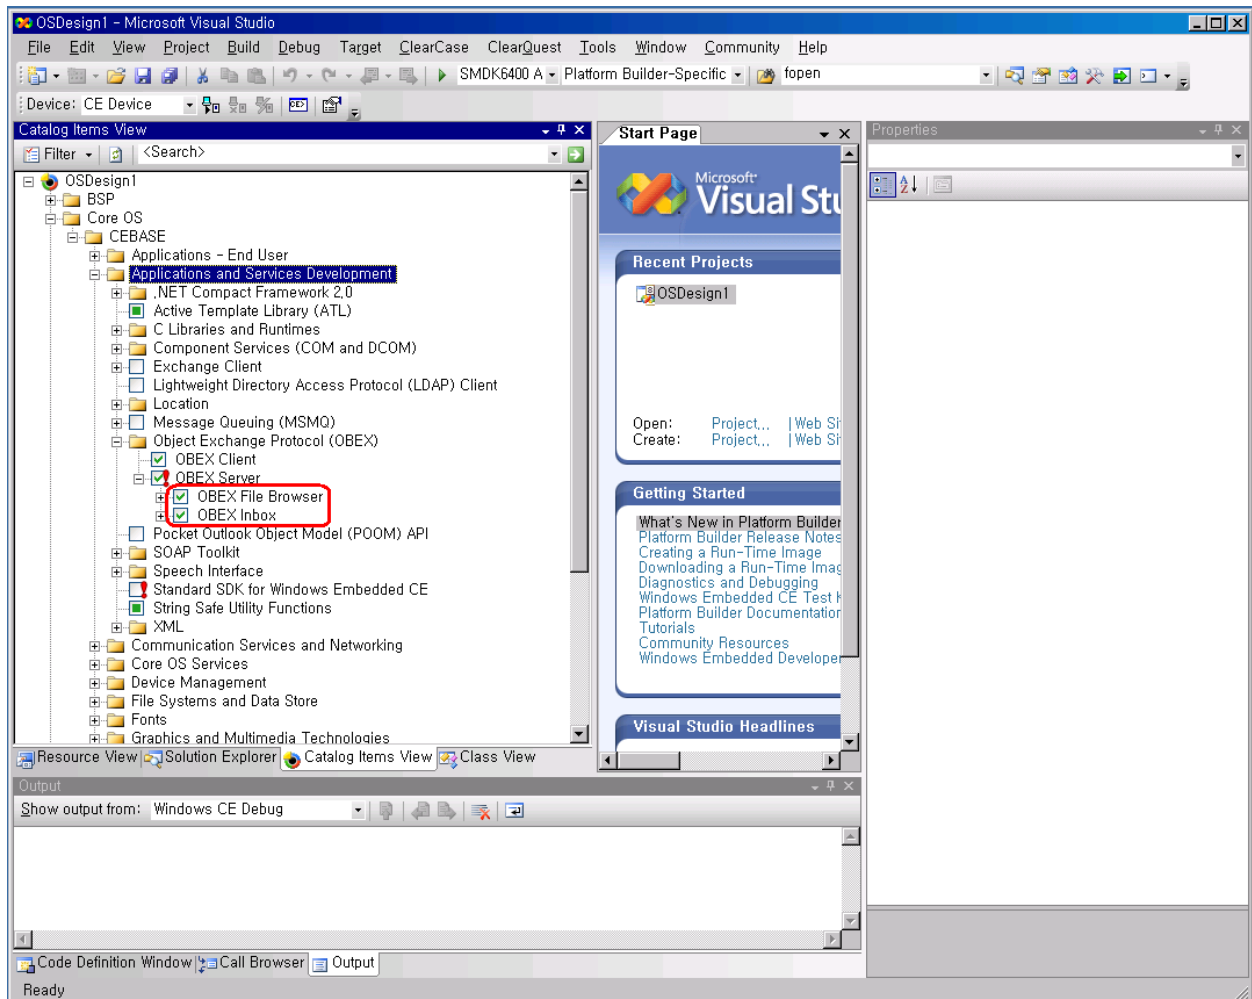 OSDesign1 - Microsoft Visual Studio
File Edit View Project Build Debug Target ClearCase ClearQuest Tools Window Community Help
SMDK6400 A Platform Builder-Specific fopen
Device: CE Device
Catalog Items View
Filter <Search>
OSDesign1
BSP
Core OS
CEBASE
Applications - End User
Applications and Services Development
.NET Compact Framework 2.0
Active Template Library (ATL)
C Libraries and Runtimes
Component Services (COM and DCOM)
Exchange Client
Lightweight Directory Access Protocol (LDAP) Client
Location
Message Queuing (MSMQ)
Object Exchange Protocol (OBEX)
OBEX Client
OBEX Server
OBEX File Browser
OBEX Inbox
Pocket Outlook Object Model (POOM) API
SOAP Toolkit
Speech Interface
Standard SDK for Windows Embedded CE
String Safe Utility Functions
XML
Communication Services and Networking
Core OS Services
Device Management
File Systems and Data Store
Fonts
Graphics and Multimedia Technologies
Resource View Solution Explorer Catalog Items View Class View
Start Page
Microsoft
Visual Stu
Recent Projects
OSDesign1
Open: Project... | Web Si
Create: Project... | Web Si
Getting Started
What's New in Platform Builder
Platform Builder Release Notes
Creating a Run-Time Image
Downloading a Run-Time Imag
Diagnostics and Debugging
Windows Embedded CE Test K
Platform Builder Documentation
Tutorials
Community Resources
Windows Embedded Developer
Visual Studio Headlines
Properties
Output
Show output from: Windows CE Debug
Code Definition Window Call Browser Output
Ready